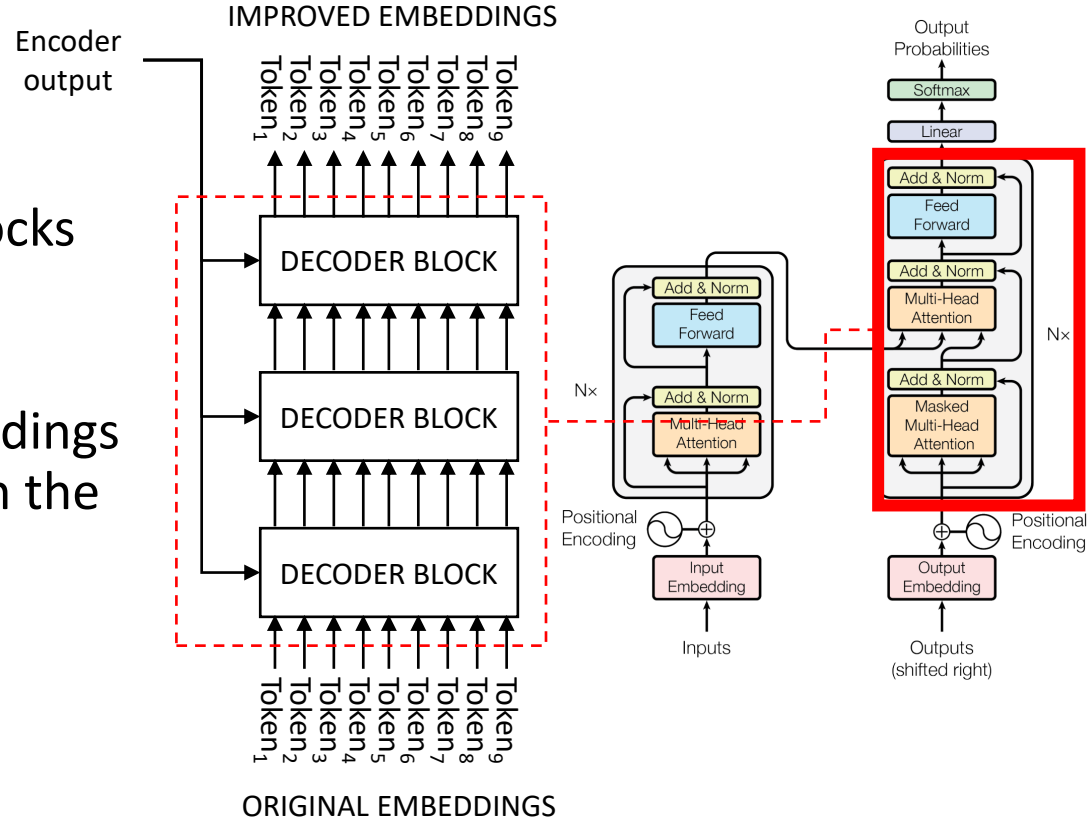 IMPROVED EMBEDDINGS
Encoder
output
Token1
Token2
Token3
Token4
Token5
Token6
Token7
Token8
Token9
ocks
dings
n the
DECODER BLOCK
DECODER BLOCK
DECODER BLOCK
Token1
Token2
Token3
Token4
Token5
Token6
Token7
Token8
Token9
ORIGINAL EMBEDDINGS
Add & Norm
Feed
Forward
N×
Add & Norm
Multi-Head
Attention
Positional
Encoding
Input
Embedding
Inputs
Output
Probabilities
Softmax
Linear
Add & Norm
Feed
Forward
Add & Norm
Multi-Head
Attention
N×
Add & Norm
Masked
Multi-Head
Attention
Positional
Encoding
Output
Embedding
Outputs
(shifted right)